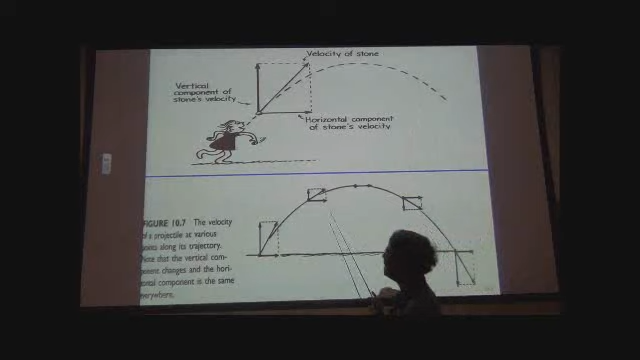 Velocity of stone
Vertical
component of
stone's velocity
Horizontal component
of stone's velocity
FIGURE 10.7 The velocity
of a projectile at various
points along its trajectory.
Note that the vertical com-
ponent changes and the hori-
zontal component is the same
everywhere.